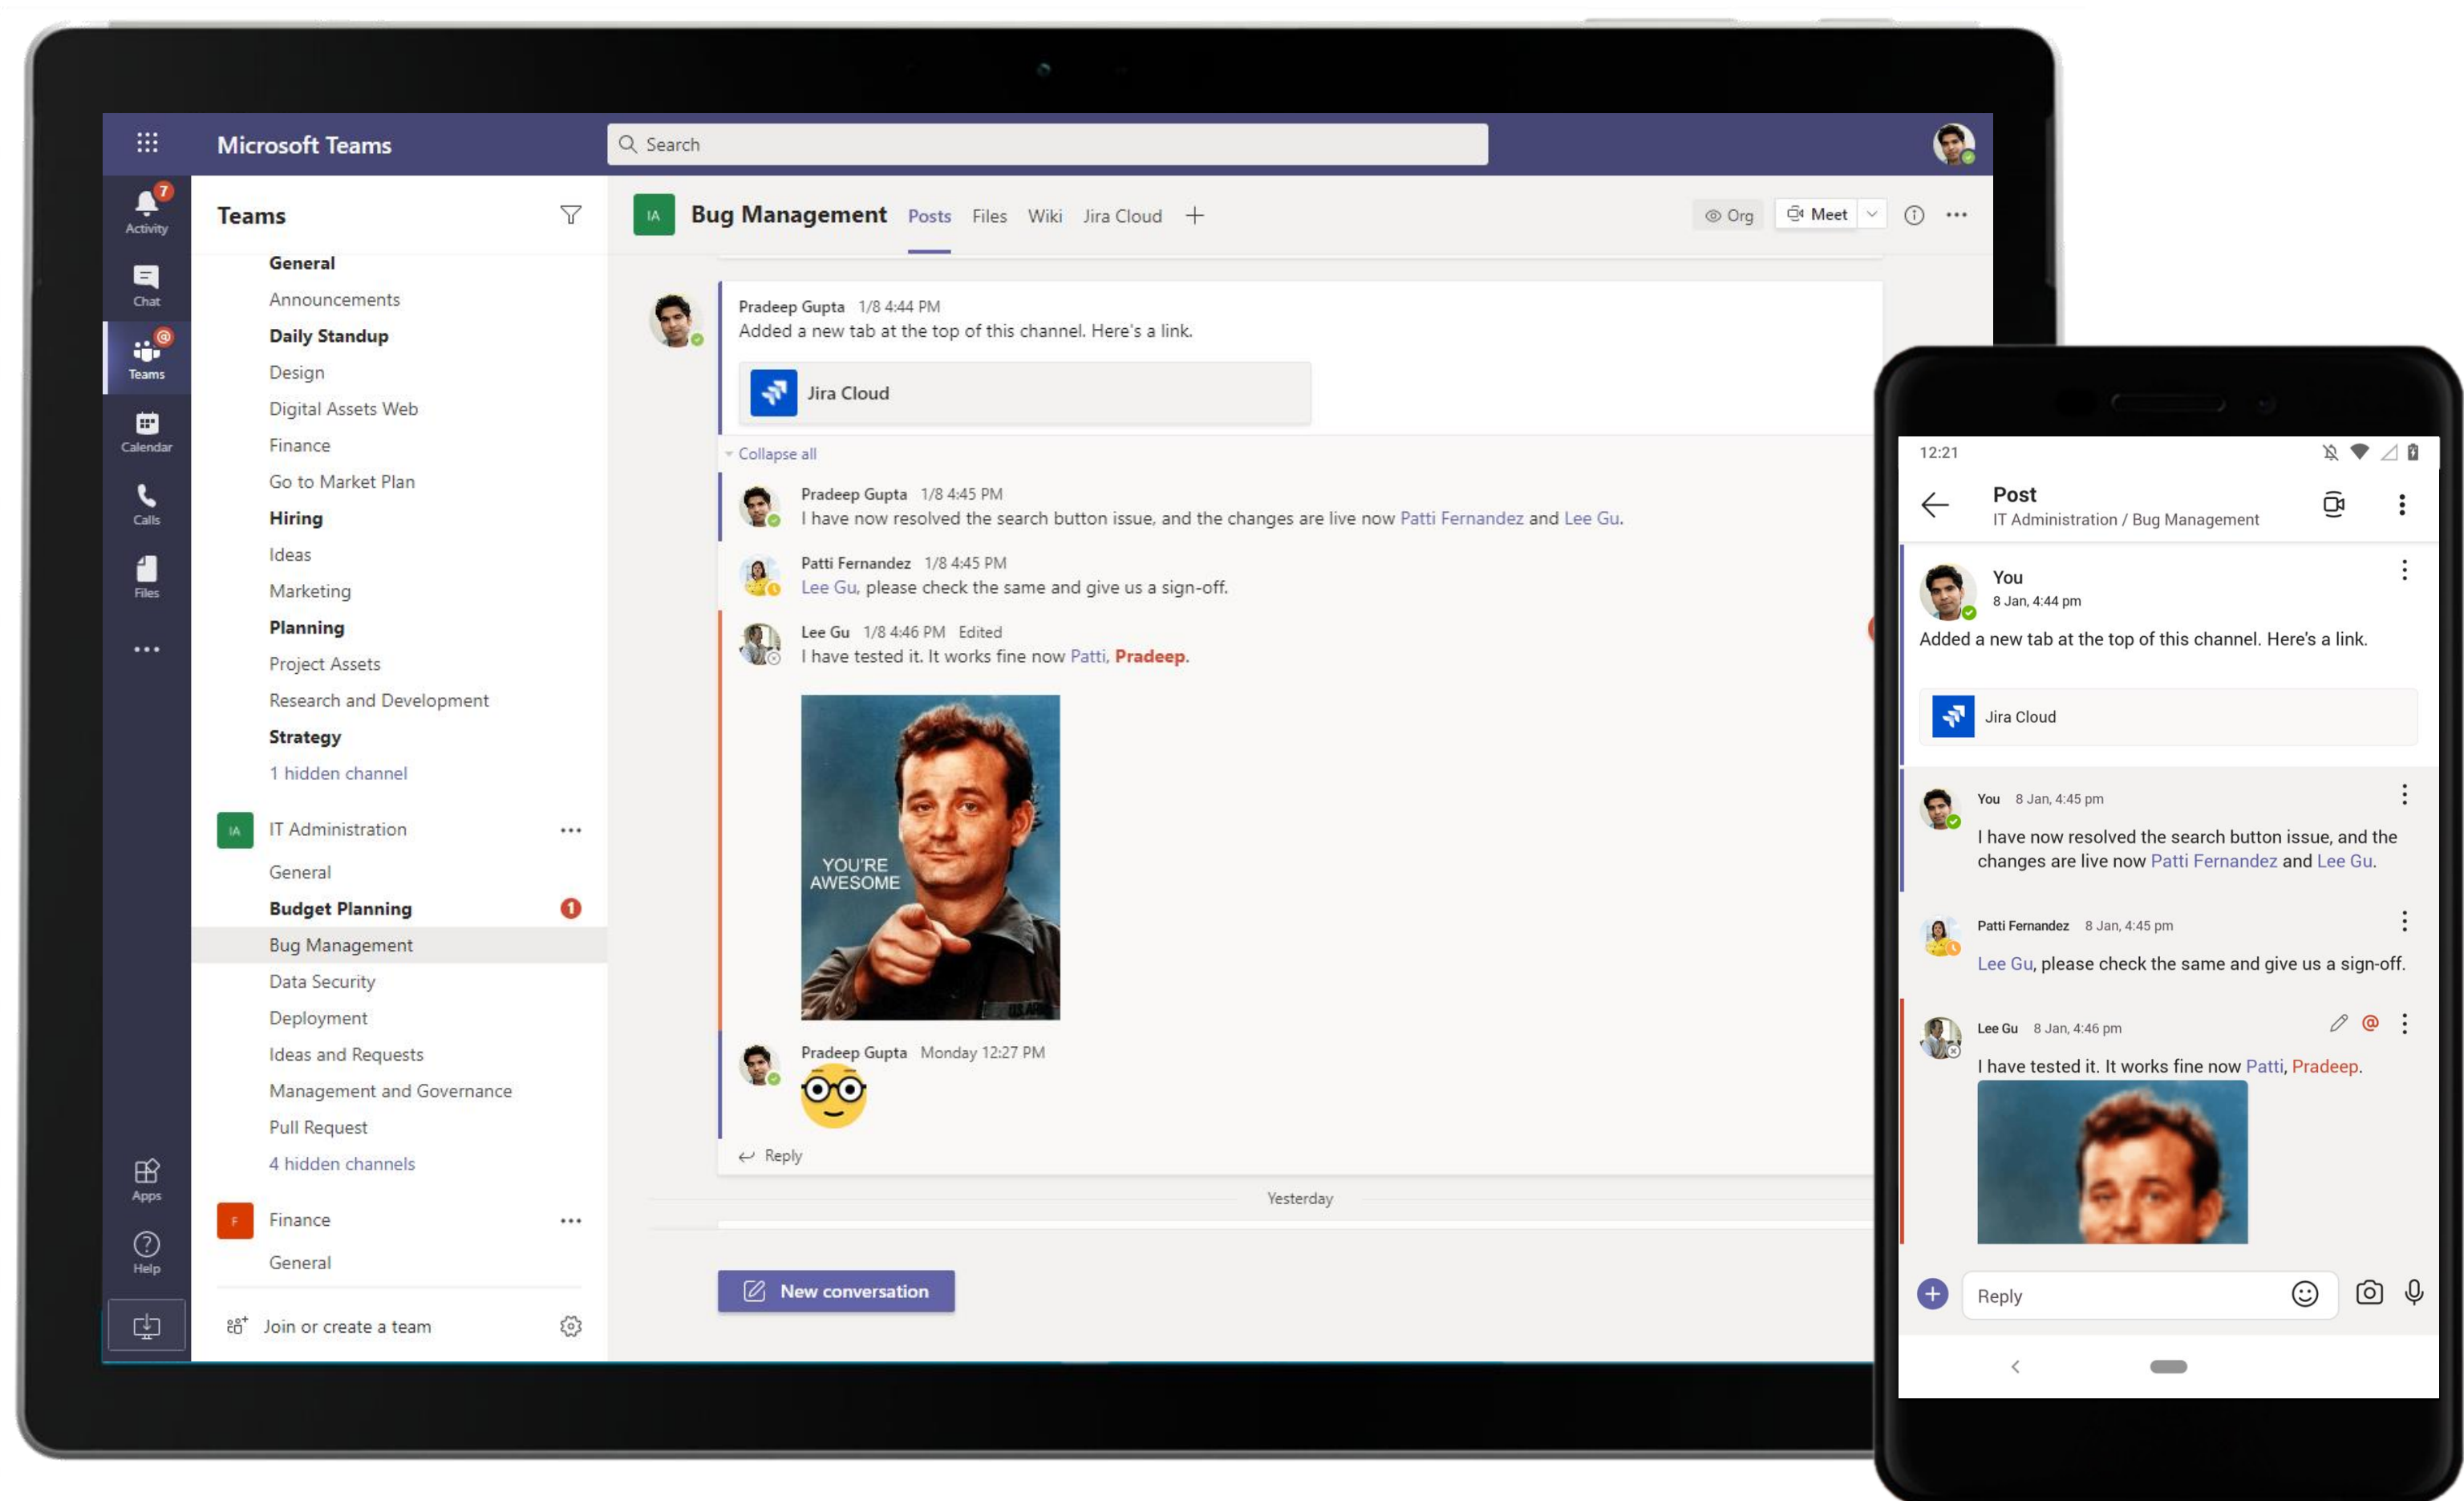 Microsoft Teams
Search
7
Activity
Chat
@
Teams
Calendar
Calls
Files
Apps
Help
Teams
General
Announcements
Daily Standup
Design
Digital Assets Web
Finance
Go to Market Plan
Hiring
Ideas
Marketing
Planning
Project Assets
Research and Development
Strategy
1 hidden channel
IA
IT Administration
General
Budget Planning
1
Bug Management
Data Security
Deployment
Ideas and Requests
Management and Governance
Pull Request
4 hidden channels
F
Finance
General
Join or create a team
IA
Bug Management Posts Files Wiki Jira Cloud
Org
Meet
Pradeep Gupta 1/8 4:44 PM
Added a new tab at the top of this channel. Here's a link.
Jira Cloud
Collapse all
Pradeep Gupta 1/8 4:45 PM
I have now resolved the search button issue, and the changes are live now Patti Fernandez and Lee Gu.
Patti Fernandez 1/8 4:45 PM
Lee Gu, please check the same and give us a sign-off.
Lee Gu 1/8 4:46 PM Edited
I have tested it. It works fine now Patti, Pradeep.
YOU'RE
AWESOME
Pradeep Gupta Monday 12:27 PM
Reply
Yesterday
New conversation
12:21
Post
IT Administration / Bug Management
You
8 Jan, 4:44 pm
Added a new tab at the top of this channel. Here's a link.
Jira Cloud
You 8 Jan, 4:45 pm
I have now resolved the search button issue, and the
changes are live now Patti Fernandez and Lee Gu.
Patti Fernandez 8 Jan, 4:45 pm
Lee Gu, please check the same and give us a sign-off.
Lee Gu 8 Jan, 4:46 pm
@
I have tested it. It works fine now Patti, Pradeep.
Reply